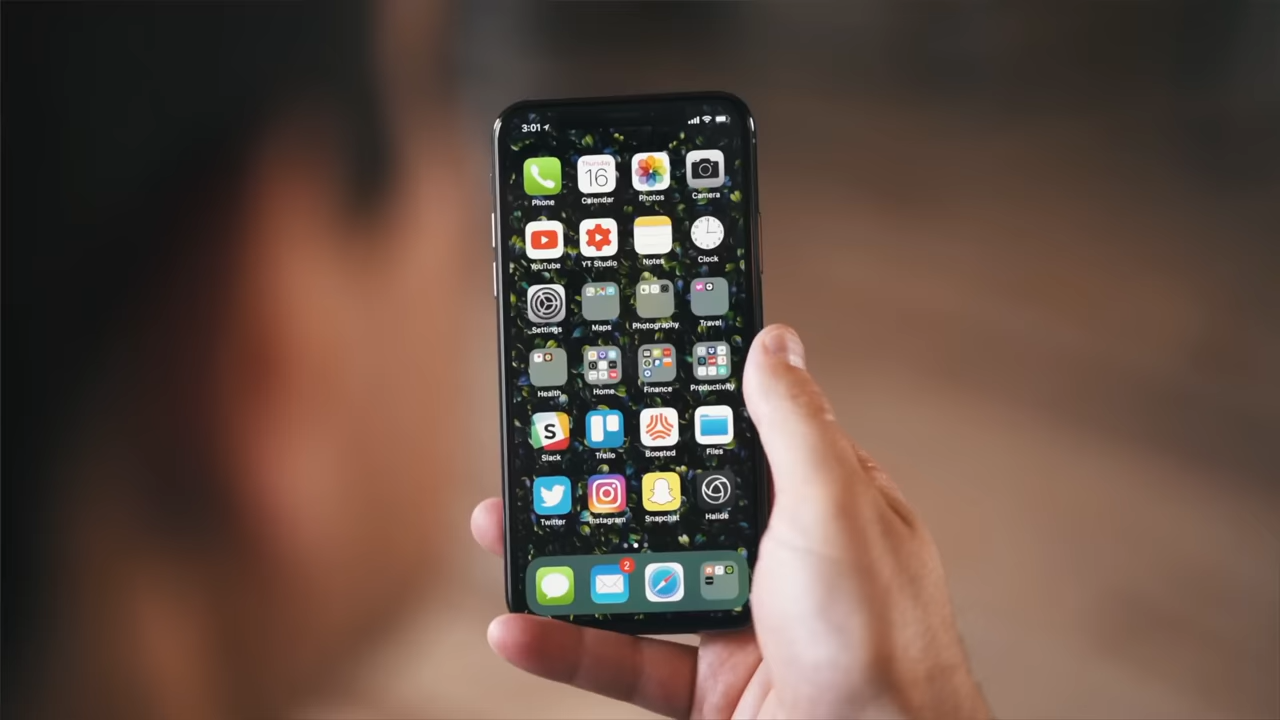 3:01
Thursday
16
Phone Calendar Photos Camera
YouTube YT Studio Notes Clock
Settings Maps Photography Travel
Health Home Finance Productivity
S
Slack Trello Boosted Files
Twitter Instagram Snapchat Halide
2